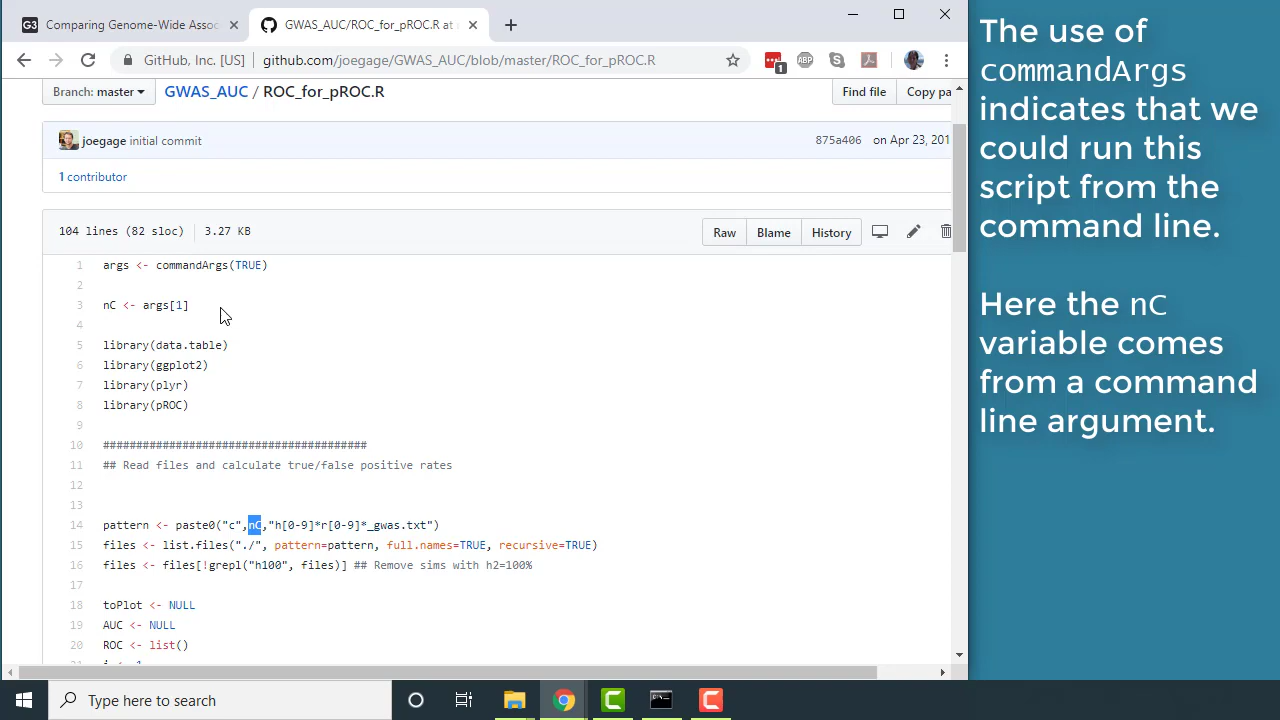 Comparing Genome-Wide Assoc
GWAS_AUC/ROC_for_pROC.R at
GitHub, Inc. [US]
github.com/joegage/GWAS_AUC/blob/master/ROC_for_pROC.R
1
ABP
Branch: master
GWAS_AUC / ROC_for_pROC.R
Find file
Copy pa
joegage initial commit
875a406 on Apr 23, 201
1 contributor
104 lines (82 sloc)
3.27 KB
Raw
Blame
History
1 args <- commandArgs(TRUE)
2
3 nC <- args[1]
4
5 library(data.table)
6 library(ggplot2)
7 library(plyr)
8 library(pROC)
9
10 ########################################
11 ## Read files and calculate true/false positive rates
12
13
14 pattern <- paste0("c",nC,"h[0-9]*r[0-9]*_gwas.txt")
15 files <- list.files("./", pattern=pattern, full.names=TRUE, recursive=TRUE)
16 files <- files[!grepl("h100", files)] ## Remove sims with h2=100%
17
18 toPlot <- NULL
19 AUC <- NULL
20 ROC <- list()
Type here to search
The use of
commandArgs
indicates that we
could run this
script from the
command line.
Here the nC
variable comes
from a command
line argument.